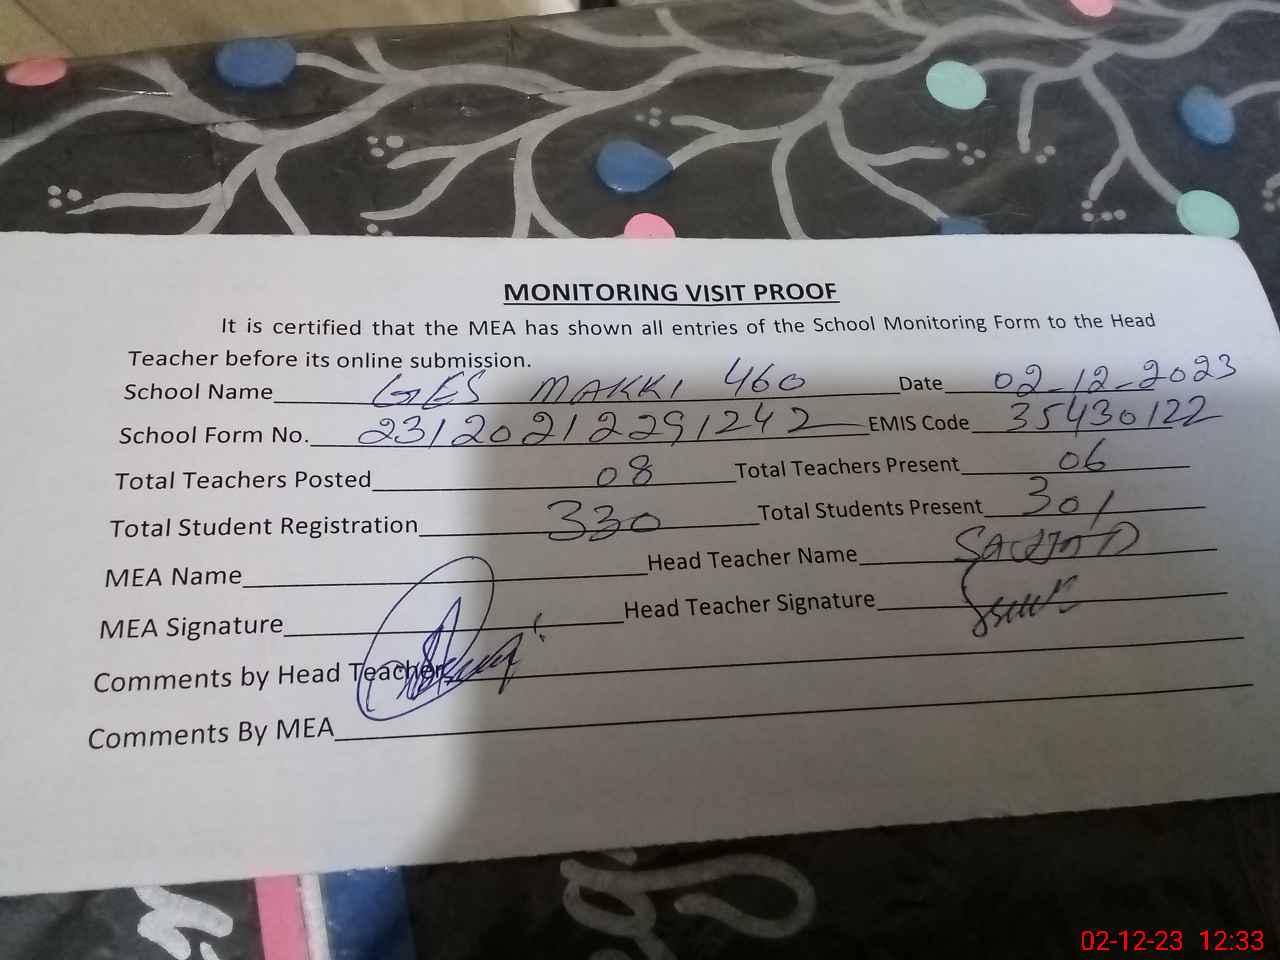 MONITORING VISIT PROOF
It is certified that the MEA has shown all entries of the School Monitoring Form to the Head
Teacher before its online submission.
School Name GES MAKKI 460 Date 02-12-2023
School Form No. 23120212291242 EMIS Code 35430122
Total Teachers Posted 08 Total Teachers Present 06
Total Student Registration 330 Total Students Present 301
MEA Name Head Teacher Name
MEA Signature Head Teacher Signature
Comments by Head Teacher
Comments By MEA
02-12-23 12:33